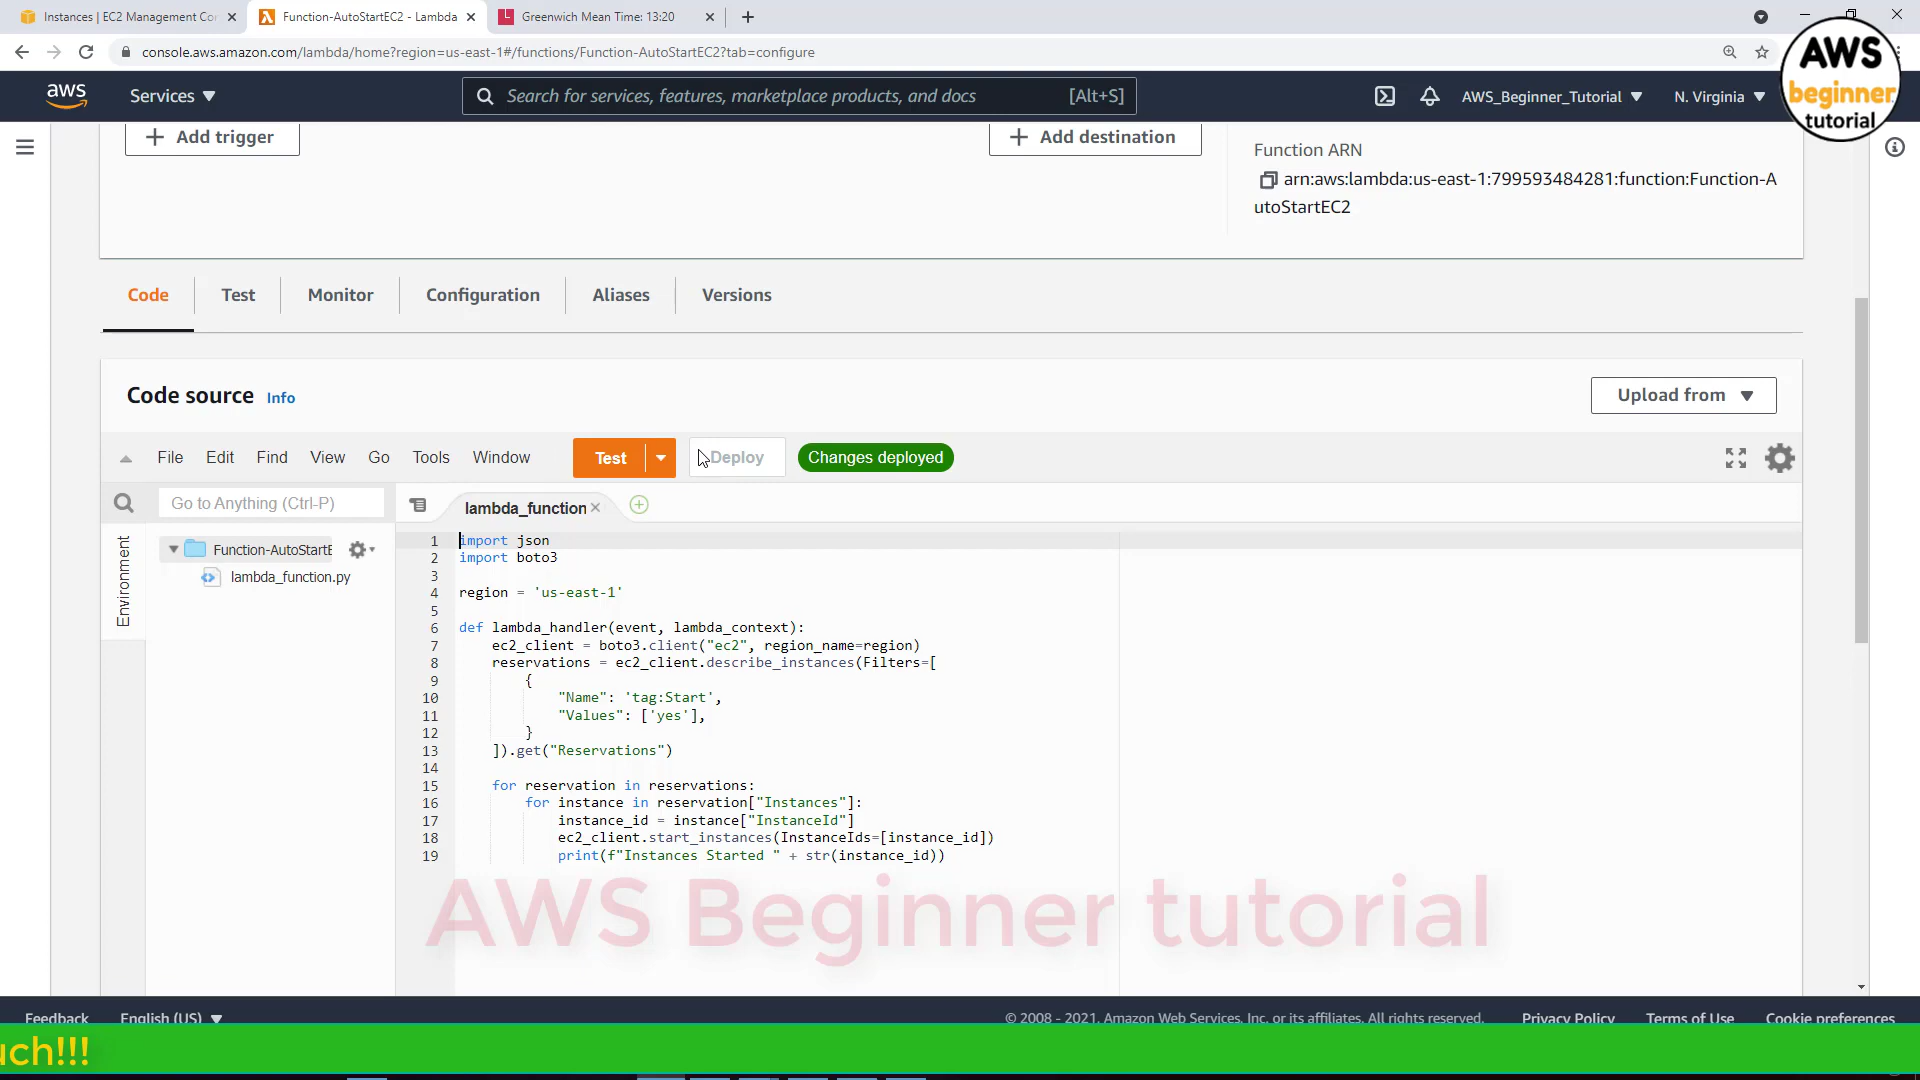 Instances | EC2 Management Con
Function-AutoStartEC2 - Lambda
Greenwich Mean Time: 13:20
console.aws.amazon.com/lambda/home?region=us-east-1#/functions/Function-AutoStartEC2?tab=configure
AWS
beginner
tutorial
aws
Services
Search for services, features, marketplace products, and docs
[Alt+S]
AWS_Beginner_Tutorial
N. Virginia
Add trigger
Add destination
Function ARN
arn:aws:lambda:us-east-1:799593484281:function:Function-A
utoStartEC2
Code
Test
Monitor
Configuration
Aliases
Versions
Code source
Info
Upload from
File
Edit
Find
View
Go
Tools
Window
Test
Deploy
Changes deployed
Go to Anything (Ctrl-P)
lambda_function
Environment
Function-AutoStartE
lambda_function.py
1 import json
2 import boto3
3
4 region = 'us-east-1'
5
6 def lambda_handler(event, lambda_context):
7 ec2_client = boto3.client("ec2", region_name=region)
8 reservations = ec2_client.describe_instances(Filters=[
9 {
10 "Name": 'tag:Start',
11 "Values": ['yes'],
12 }
13 ]).get("Reservations")
14
15 for reservation in reservations:
16 for instance in reservation["Instances"]:
17 instance_id = instance["InstanceId"]
18 ec2_client.start_instances(InstanceIds=[instance_id])
19 print(f"Instances Started " + str(instance_id))
AWS Beginner tutorial
Feedback
English (US)
© 2008 - 2021, Amazon Web Services, Inc. or its affiliates. All rights reserved.
Privacy Policy
Terms of Use
Cookie preferences
uch!!!